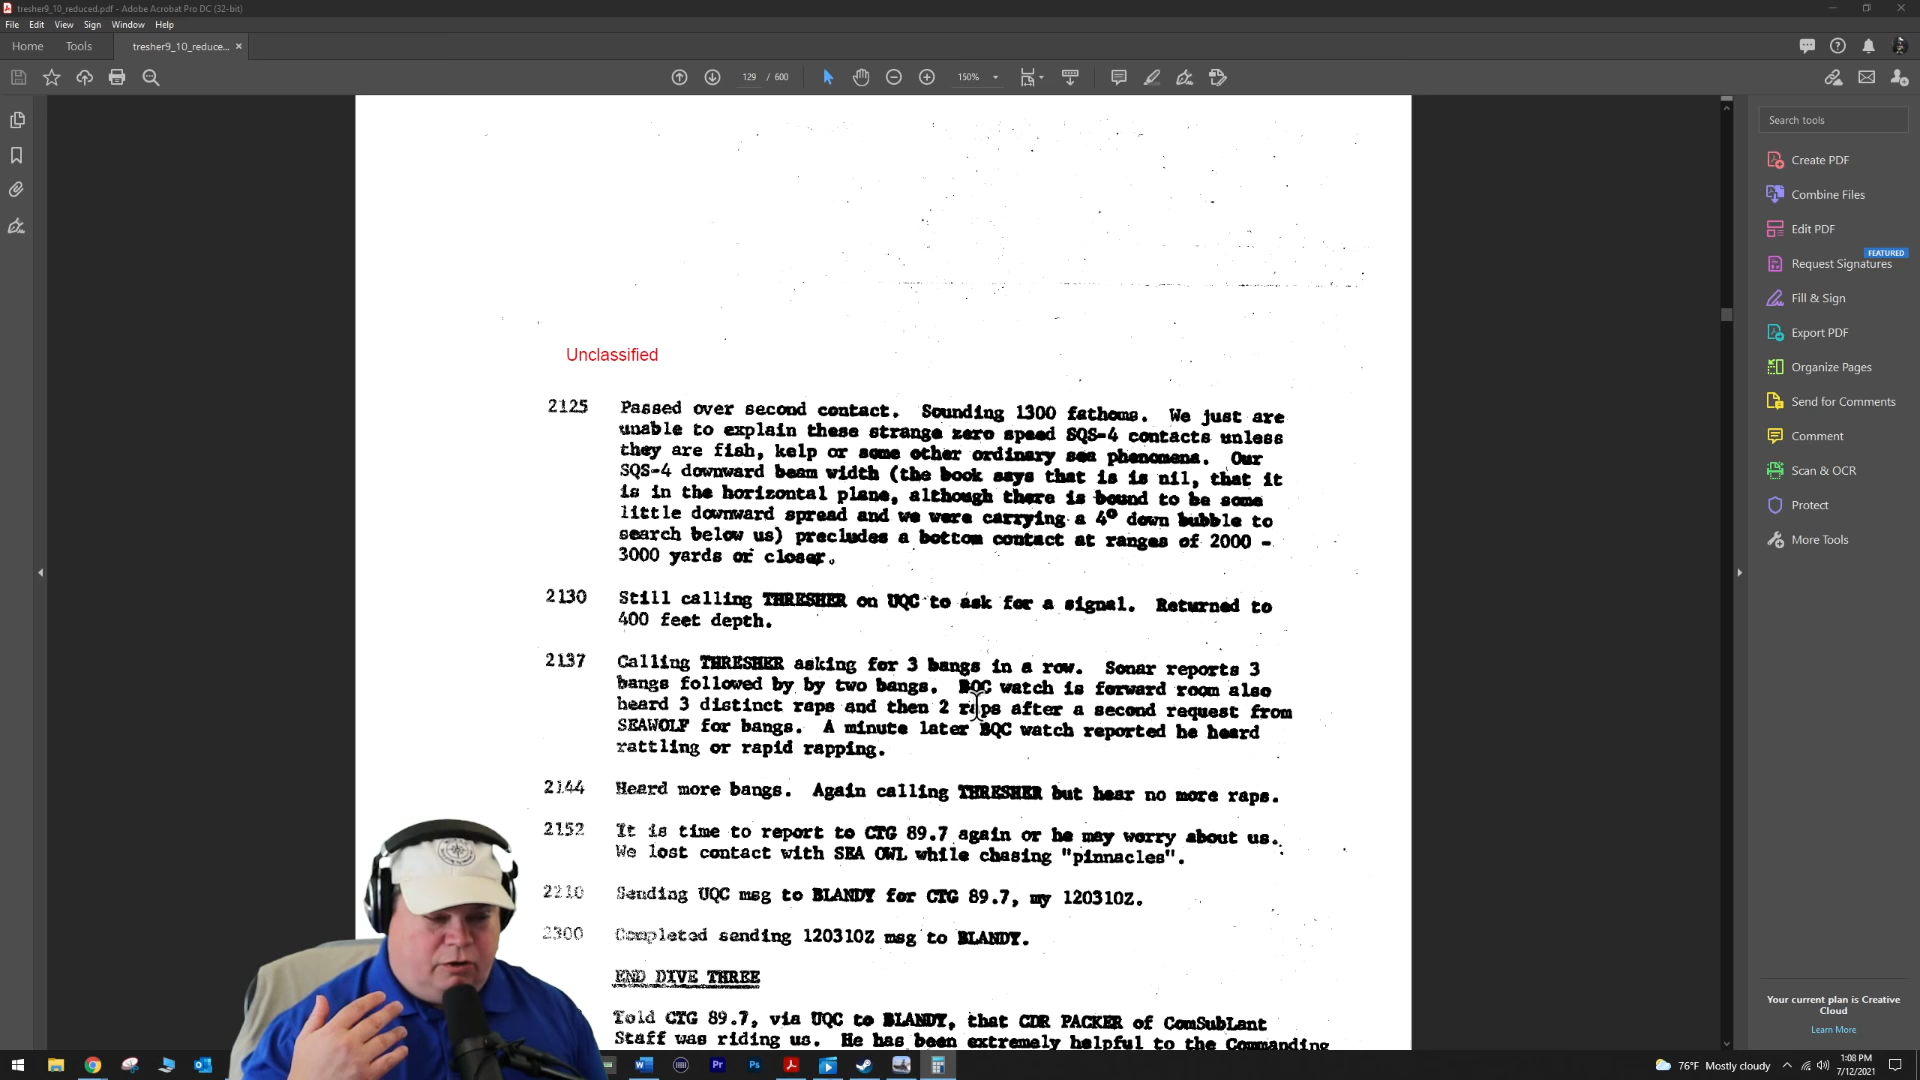 tresher9_10_reduced.pdf - Adobe Acrobat Pro DC (32-bit)
File Edit View Sign Window Help
Home Tools tresher9_10_reduce... ×
129 / 600 150%
Search tools
Create PDF
Combine Files
Edit PDF
FEATURED
Request Signatures
Fill & Sign
Export PDF
Organize Pages
Send for Comments
Comment
Scan & OCR
Protect
More Tools
Your current plan is Creative
Cloud
Learn More
Unclassified
2125 Passed over second contact. Sounding 1300 fathoms. We just are
unable to explain these strange zero speed SQS-4 contacts unless
they are fish, kelp or some other ordinary sea phenomena. Our
SQS-4 downward beam width (the book says that is is nil, that it
is in the horizontal plane, although there is bound to be some
little downward spread and we were carrying a 4° down bubble to
search below us) precludes a bottom contact at ranges of 2000 -
3000 yards or closer.
2130 Still calling THRESHER on UQC to ask for a signal. Returned to
400 feet depth.
2137 Calling THRESHER asking for 3 bangs in a row. Sonar reports 3
bangs followed by by two bangs. BQC watch is forward room also
heard 3 distinct raps and then 2 raps after a second request from
SEAWOLF for bangs. A minute later BQC watch reported he heard
rattling or rapid rapping.
2144 Heard more bangs. Again calling THRESHER but hear no more raps.
2152 It is time to report to CTG 89.7 again or he may worry about us.
We lost contact with SEA OWL while chasing "pinnacles".
2210 Sending UQC msg to BLANDY for CTG 89.7, my 120310Z.
2300 Completed sending 120310Z msg to BLANDY.
END DIVE THREE
Told CTG 89.7, via UQC to BLANDY, that CDR PACKER of ComSubLant
Staff was riding us. He has been extremely helpful to the Commanding
76°F Mostly cloudy
1:08 PM
7/12/2021